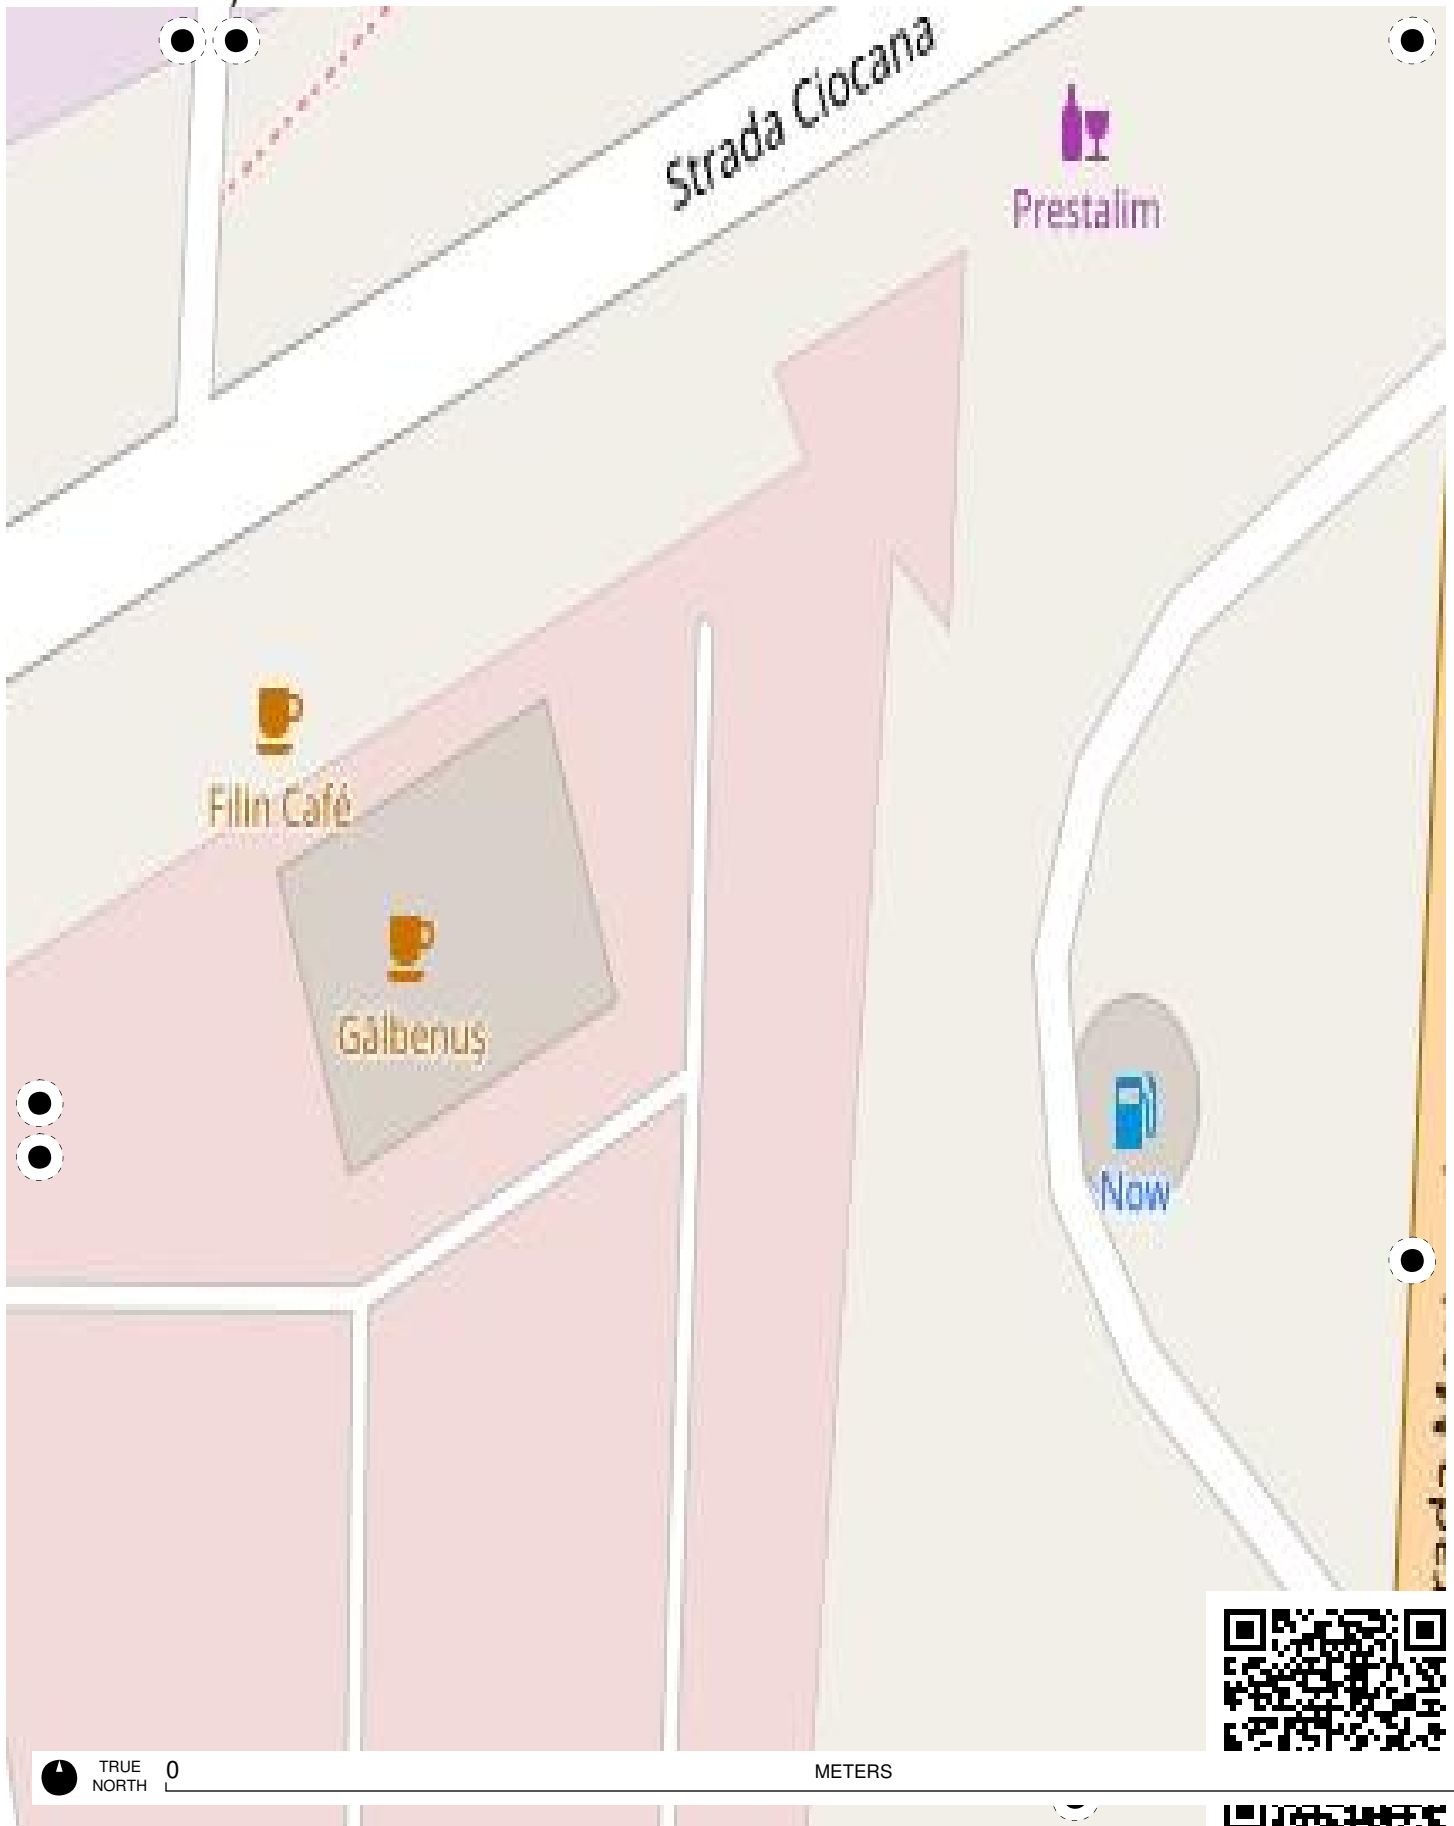 Strada Ciocana
Prestalim
Filin Café
Gălbenuș
Now
TRUE
NORTH
0
METERS